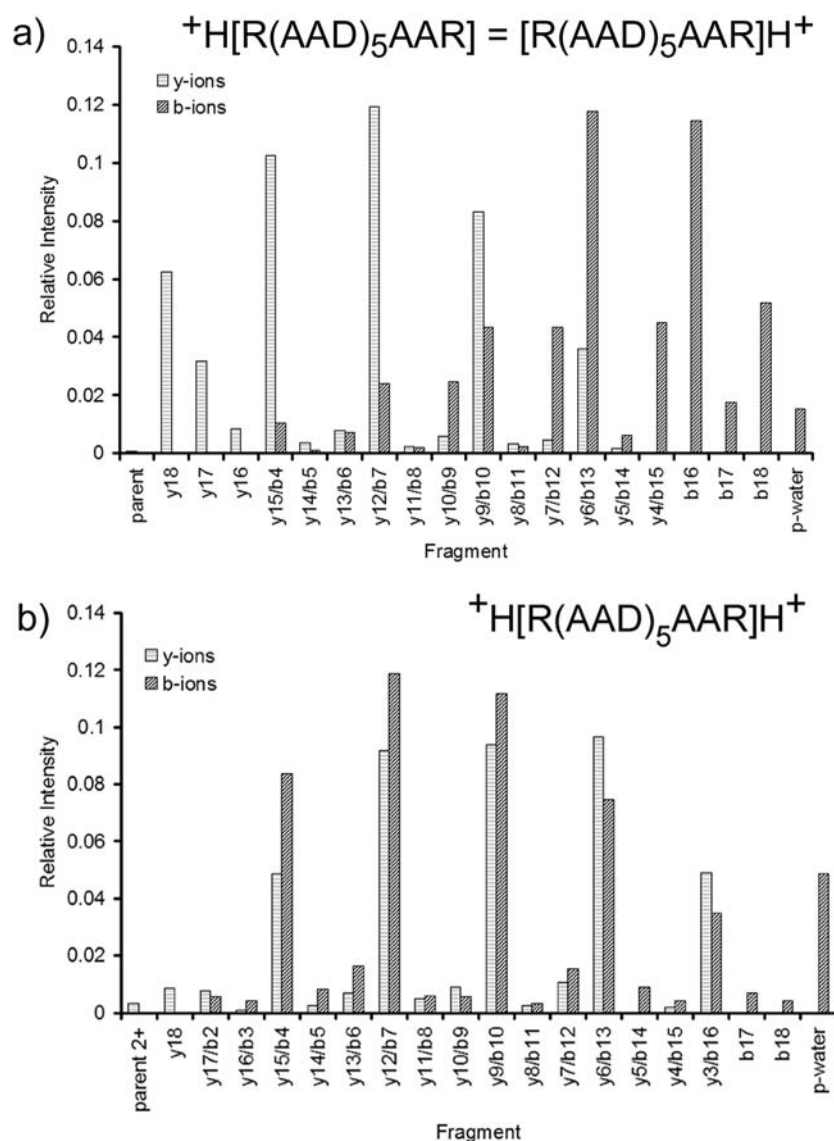 a)
⁺H[R(AAD)₅AAR] = [R(AAD)₅AAR]H⁺
0.14
0.12
0.1
0.08
0.06
0.04
0.02
0
Relative Intensity
y-ions
b-ions
parent
y18
y17
y16
y15/b4
y14/b5
y13/b6
y12/b7
y11/b8
y10/b9
y9/b10
y8/b11
y7/b12
y6/b13
y5/b14
y4/b15
b16
b17
b18
p-water
Fragment
b)
⁺H[R(AAD)₅AAR]H⁺
0.14
0.12
0.1
0.08
0.06
0.04
0.02
0
Relative Intensity
y-ions
b-ions
parent 2+
y18
y17/b2
y16/b3
y15/b4
y14/b5
y13/b6
y12/b7
y11/b8
y10/b9
y9/b10
y8/b11
y7/b12
y6/b13
y5/b14
y4/b15
y3/b16
b17
b18
p-water
Fragment